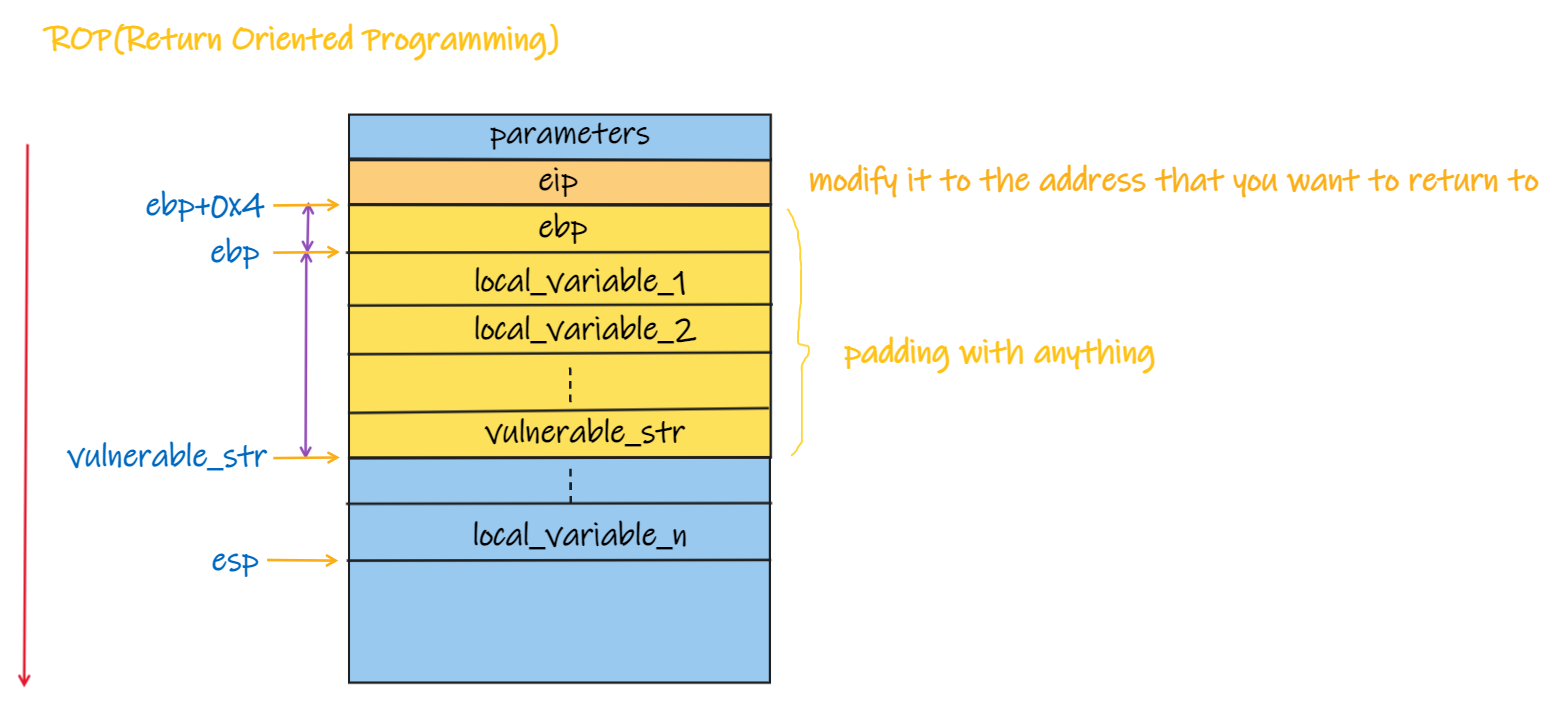 ROP(Return Oriented Programming)
parameters
eip
modify it to the address that you want to return to
ebp+0x4
ebp
ebp
local_variable_1
local_variable_2
padding with anything
vulnerable_str
vulnerable_str
local_variable_n
esp